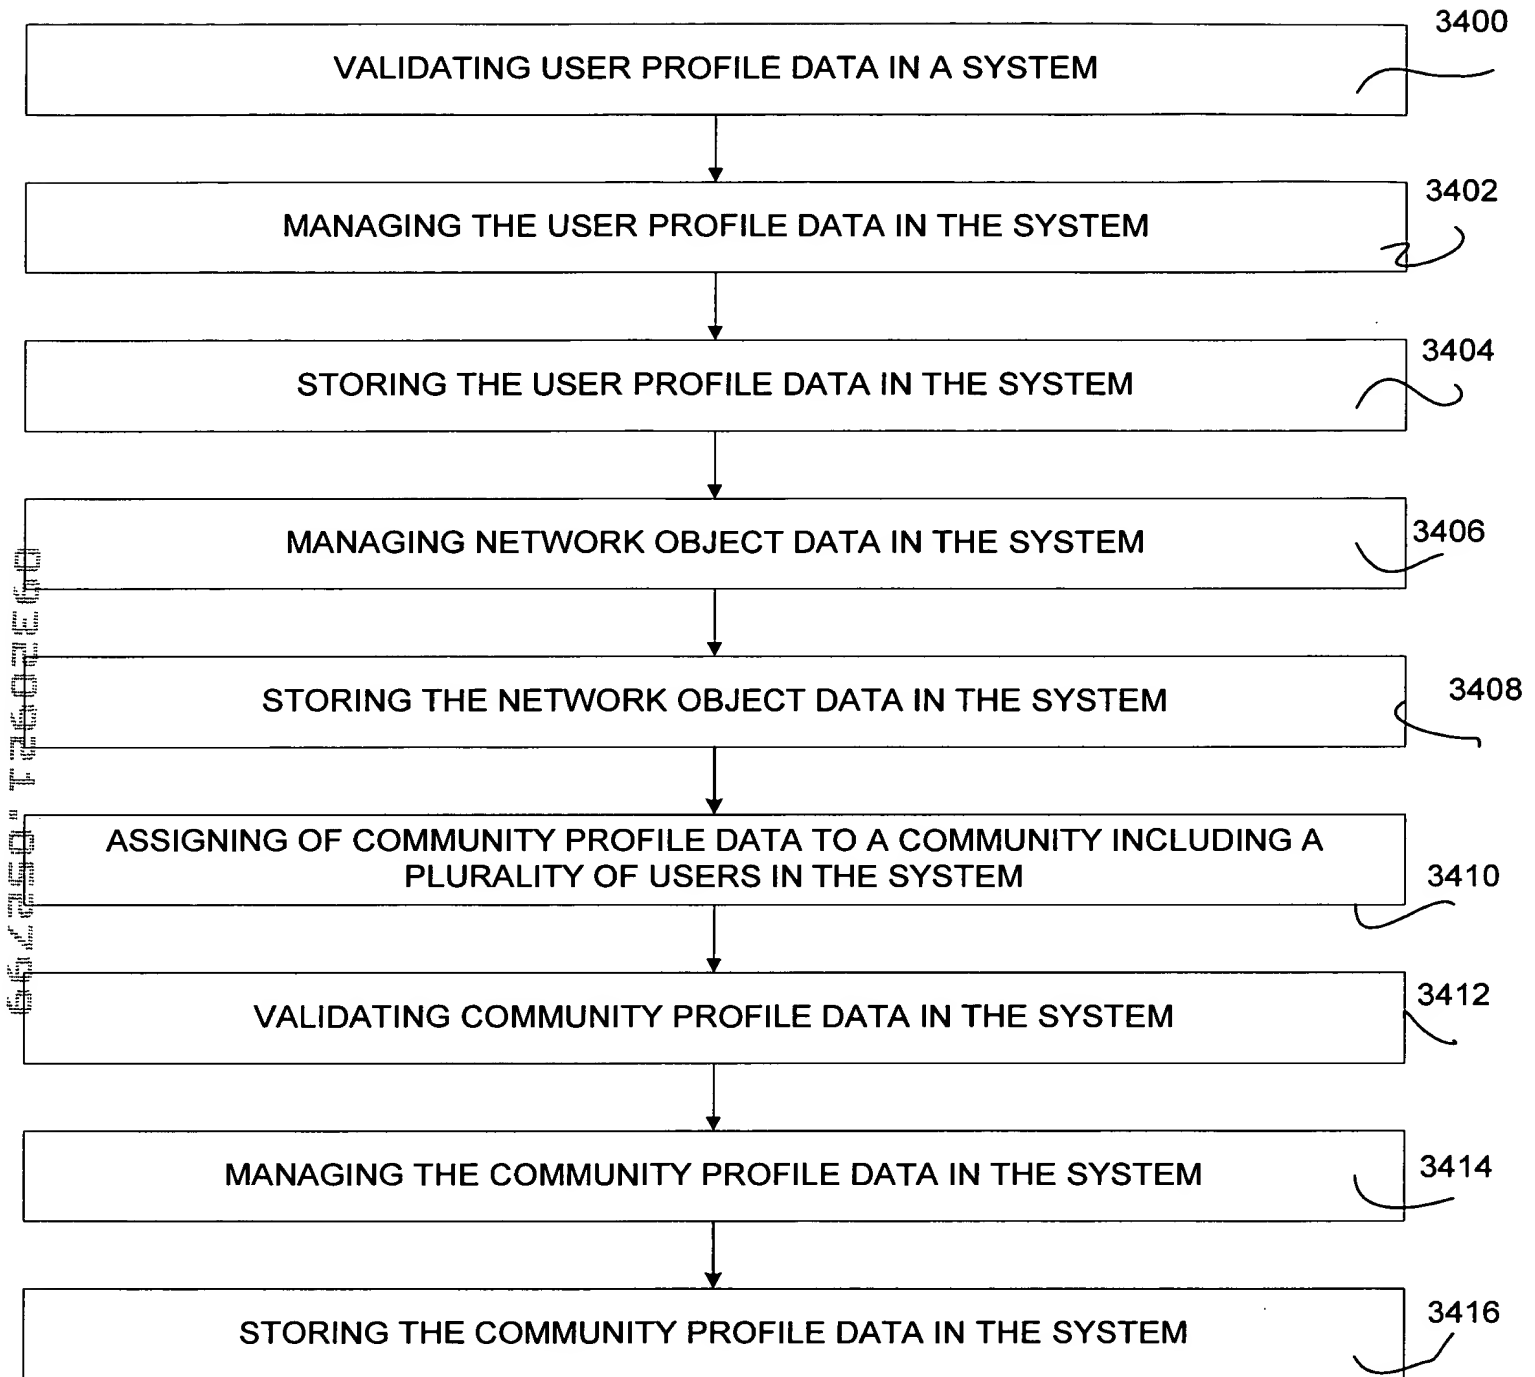 3400
VALIDATING USER PROFILE DATA IN A SYSTEM
3402
MANAGING THE USER PROFILE DATA IN THE SYSTEM
3404
STORING THE USER PROFILE DATA IN THE SYSTEM
3406
MANAGING NETWORK OBJECT DATA IN THE SYSTEM
3408
STORING THE NETWORK OBJECT DATA IN THE SYSTEM
ASSIGNING OF COMMUNITY PROFILE DATA TO A COMMUNITY INCLUDING A
PLURALITY OF USERS IN THE SYSTEM
3410
3412
VALIDATING COMMUNITY PROFILE DATA IN THE SYSTEM
3414
MANAGING THE COMMUNITY PROFILE DATA IN THE SYSTEM
3416
STORING THE COMMUNITY PROFILE DATA IN THE SYSTEM